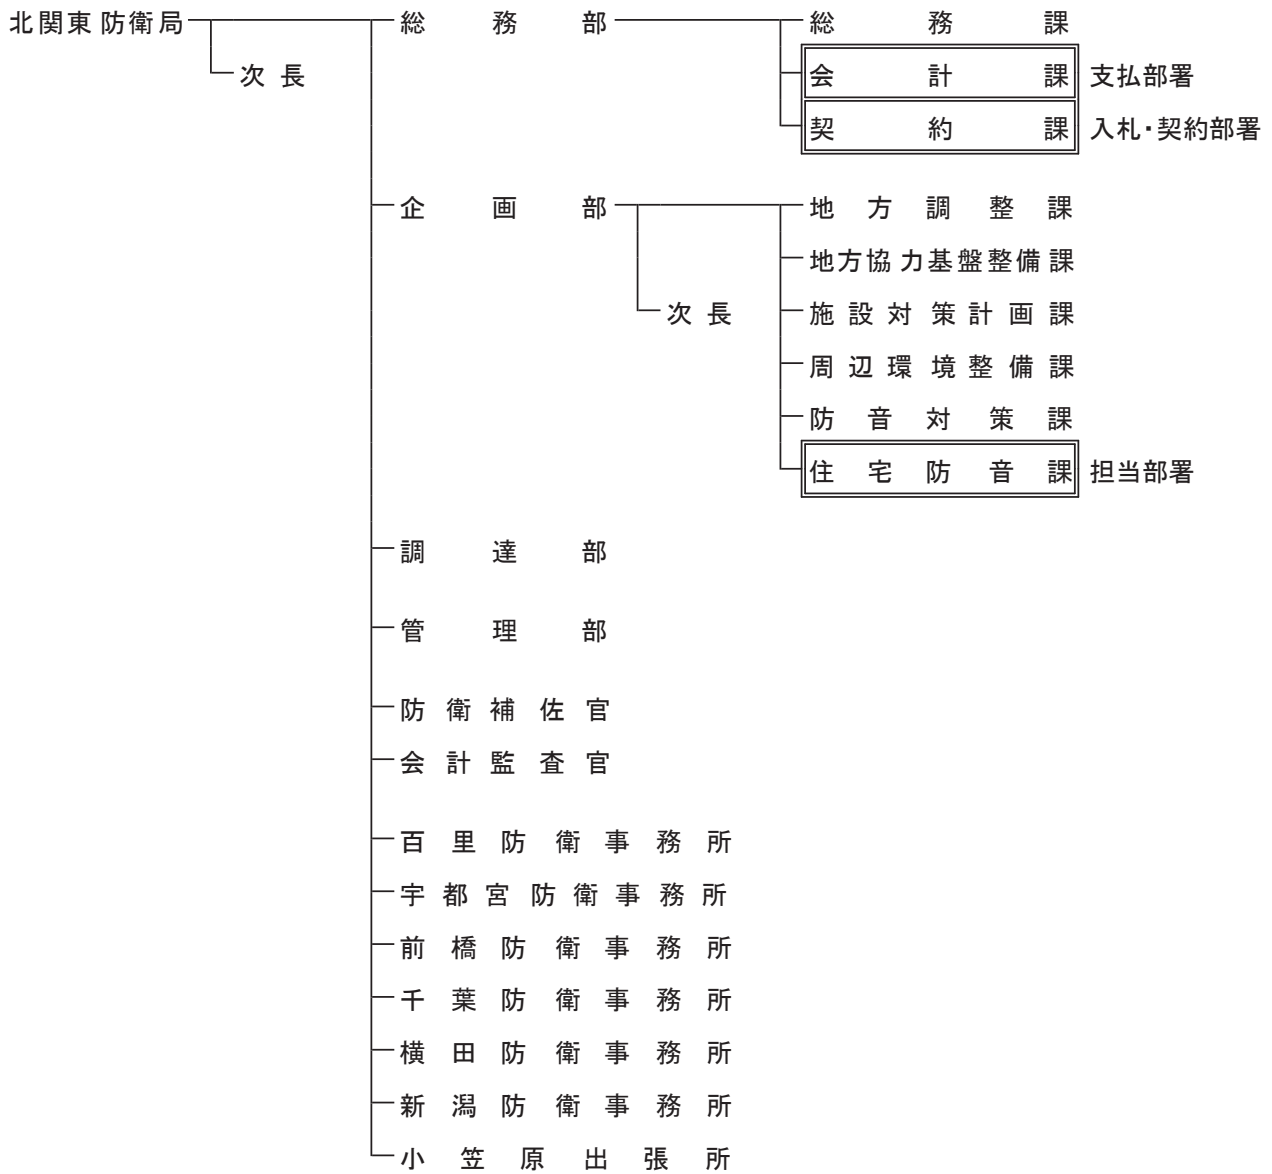 北関東防衛局 総務部 総務課
次長 会計課 支払部署
契約課 入札・契約部署
企画部 地方調整課
地方協力基盤整備課
次長 施設対策計画課
周辺環境整備課
防音対策課
住宅防音課 担当部署
調達部
管理部
防衛補佐官
会計監査官
百里防衛事務所
宇都宮防衛事務所
前橋防衛事務所
千葉防衛事務所
横田防衛事務所
新潟防衛事務所
小笠原出張所